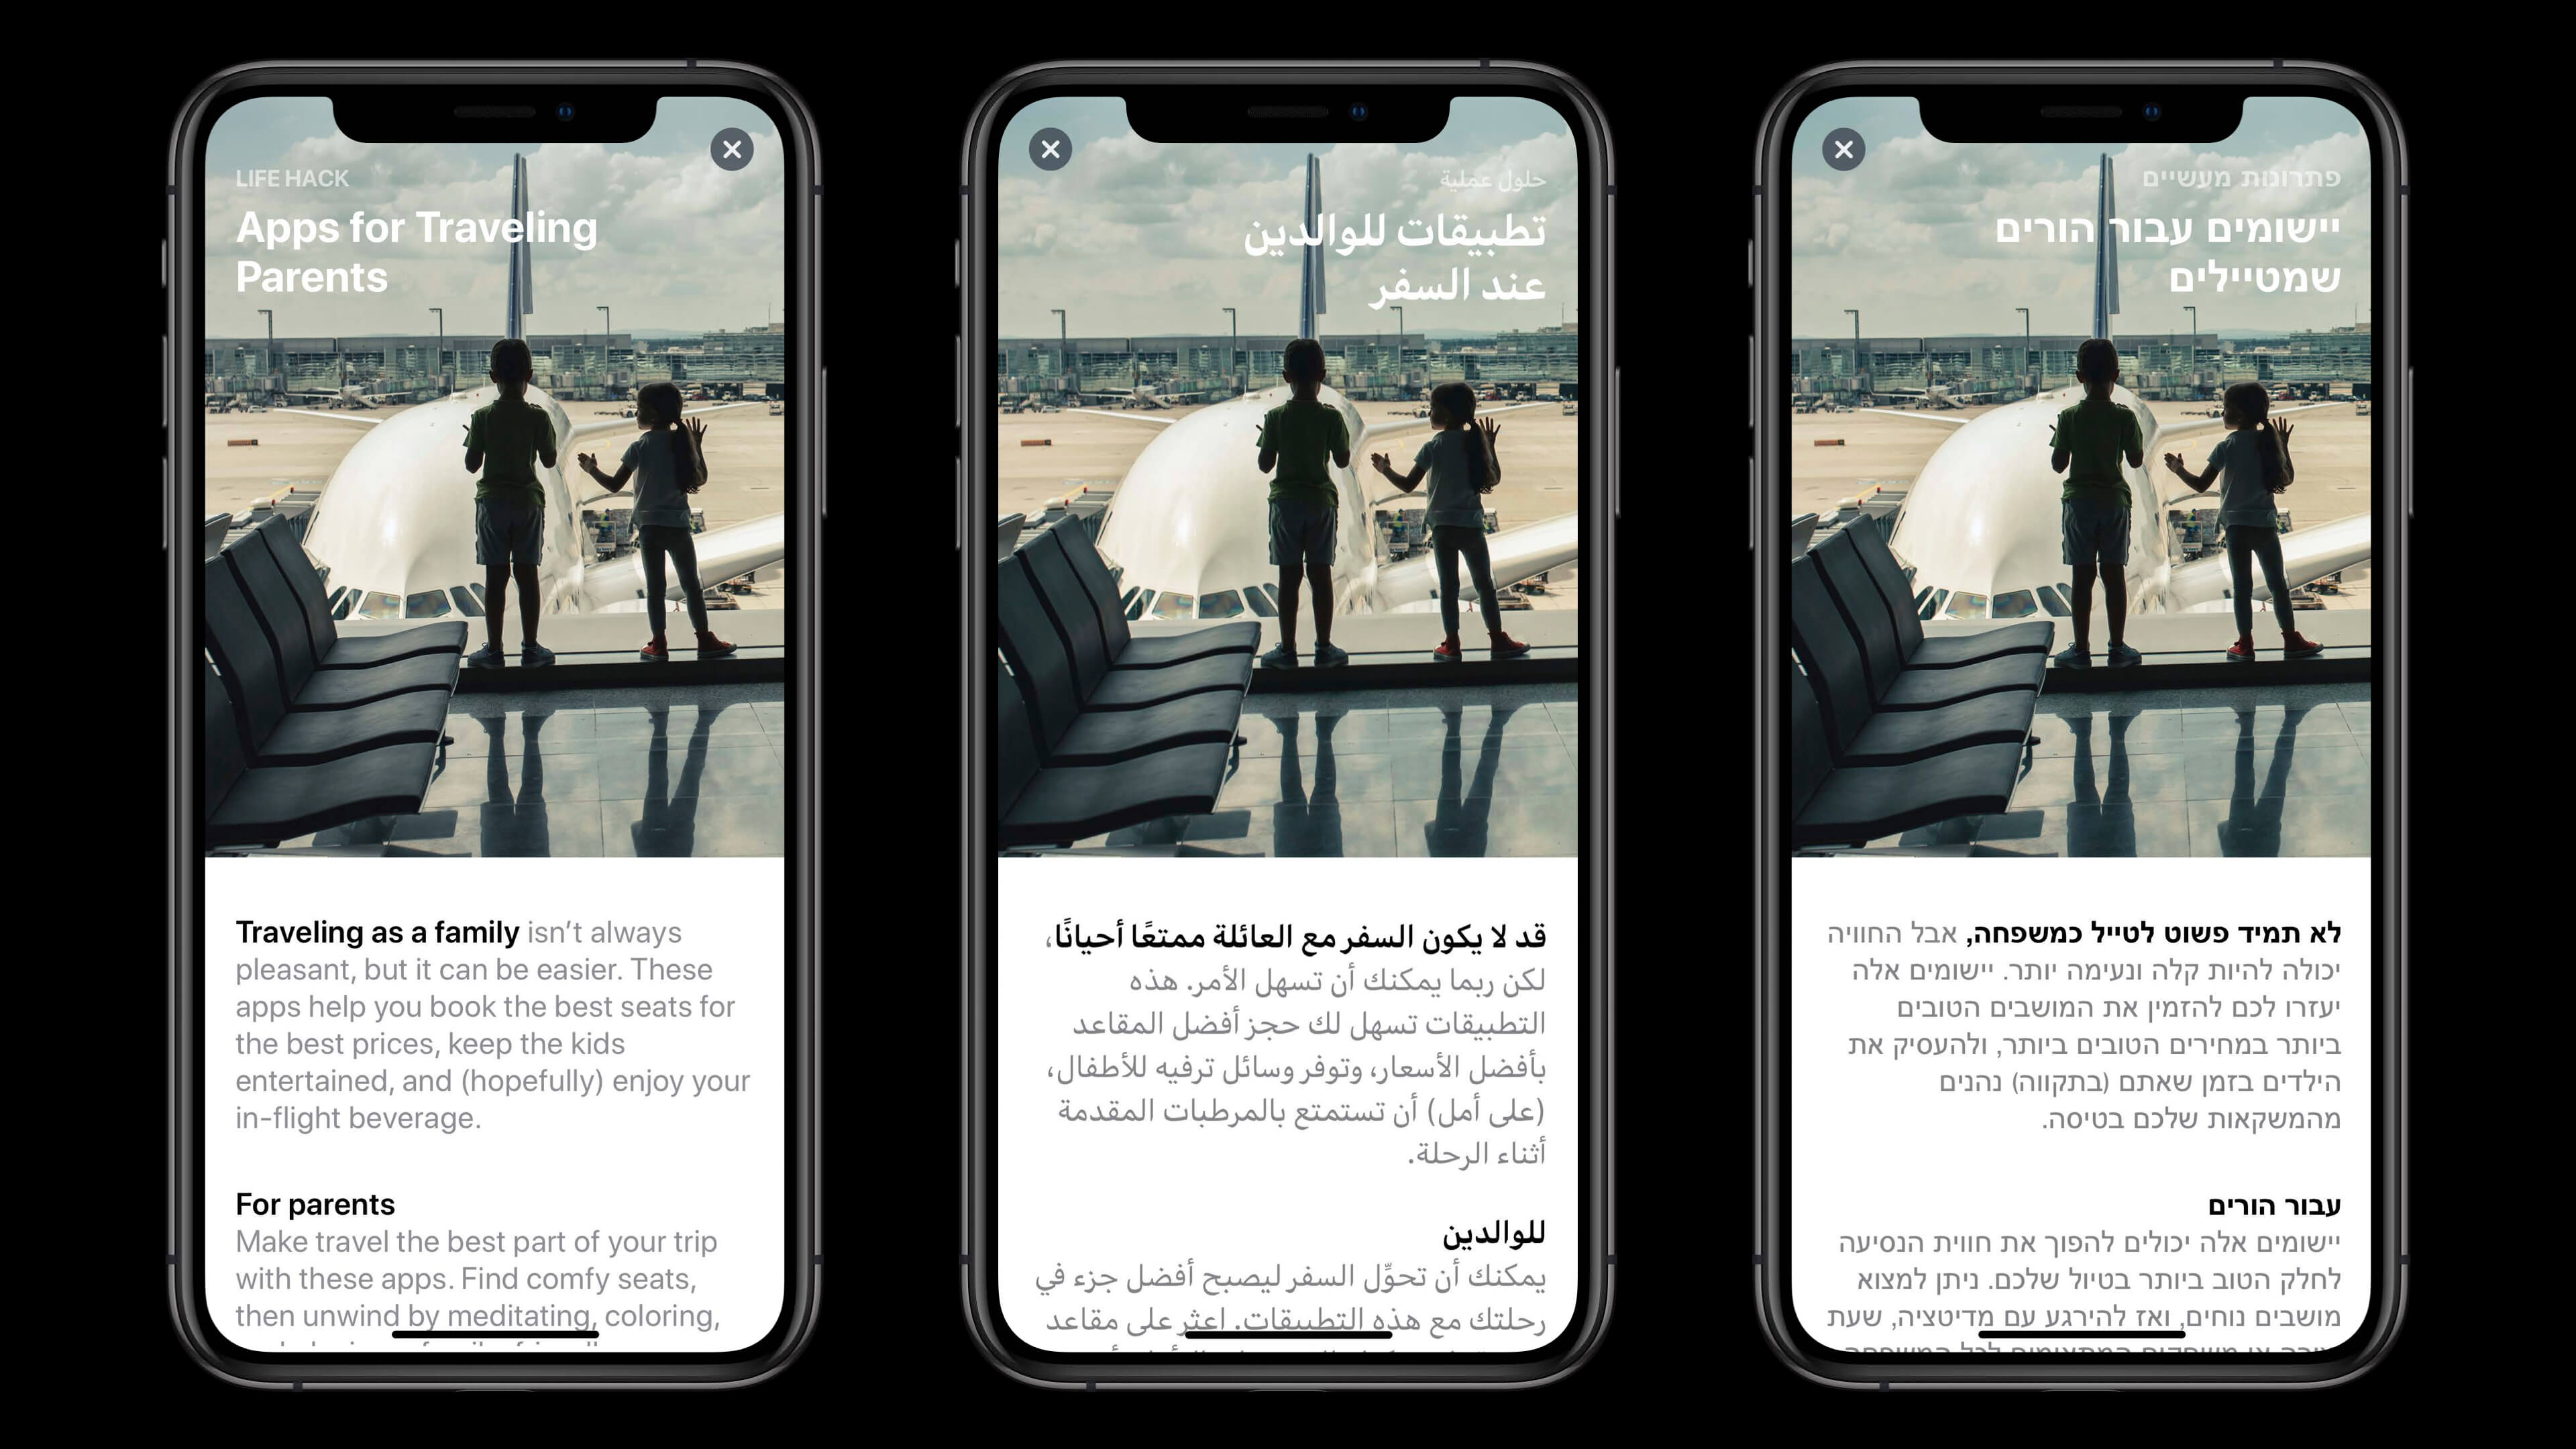 LIFE HACK
Apps for Traveling
Parents
Traveling as a family isn't always
pleasant, but it can be easier. These
apps help you book the best seats for
the best prices, keep the kids
entertained, and (hopefully) enjoy your
in-flight beverage.
For parents
Make travel the best part of your trip
with these apps. Find comfy seats,
then unwind by meditating, coloring,
حلول عملية
تطبيقات للوالدين
عند السفر
قد لا يكون السفر مع العائلة ممتعًا أحيانًا،
لكن ربما يمكنك أن تسهل الأمر. هذه
التطبيقات تسهل لك حجز أفضل المقاعد
بأفضل الأسعار، وتوفر وسائل ترفيه للأطفال،
(على أمل) أن تستمتع بالمرطبات المقدمة
أثناء الرحلة.
للوالدين
يمكنك أن تحوِّل السفر ليصبح أفضل جزء في
رحلتك مع هذه التطبيقات. اعثر على مقاعد
פתרונות מעשיים
יישומים עבור הורים
שמטיילים
לא תמיד פשוט לטייל כמשפחה, אבל החוויה
יכולה להיות קלה ונעימה יותר. יישומים אלה
יעזרו לכם להזמין את המושבים הטובים
ביותר במחירים הטובים ביותר, ולהעסיק את
הילדים בזמן שאתם (בתקווה) נהנים
מהמשקאות שלכם בטיסה.
עבור הורים
יישומים אלה יכולים להפוך את חווית הנסיעה
לחלק הטוב ביותר בטיול שלכם. ניתן למצוא
מושבים נוחים, ואז להירגע עם מדיטציה, שעת